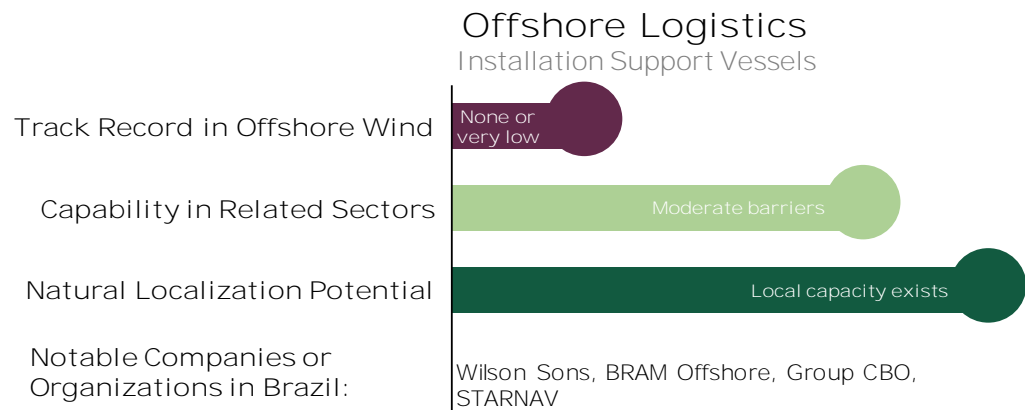 Offshore Logistics
Installation Support Vessels
Track Record in Offshore Wind
None or
very low
Capability in Related Sectors
Moderate barriers
Natural Localization Potential
Local capacity exists
Notable Companies or
Organizations in Brazil:
Wilson Sons, BRAM Offshore, Group CBO,
STARNAV